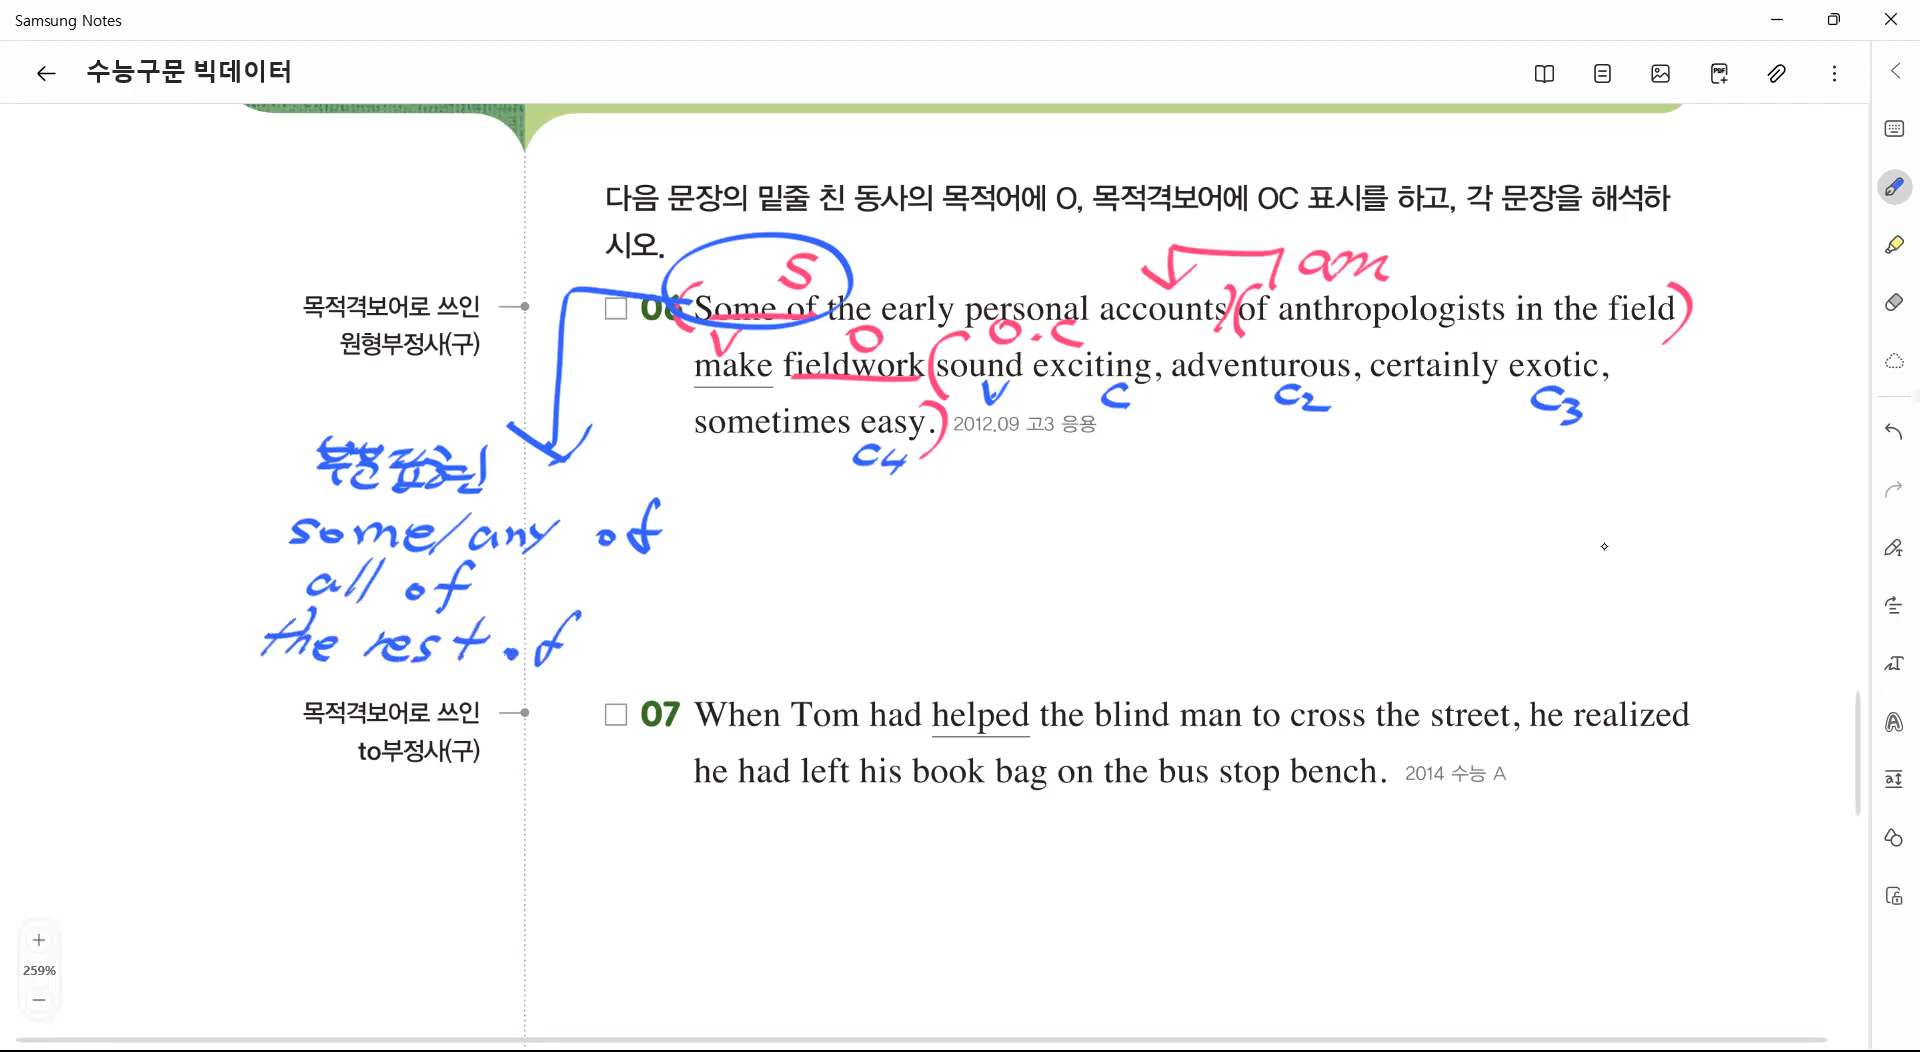 Samsung Notes
수능구문 빅데이터
다음 문장의 밑줄 친 동사의 목적어에 O, 목적격보어에 OC 표시를 하고, 각 문장을 해석하
시오.
S
am
목적격보어로 쓰인
원형부정사(구)
06 Some of the early personal accounts of anthropologists in the field
V O O.C
make fieldwork sound exciting, adventurous, certainly exotic,
V C C2 C3
sometimes easy. 2012.09 고3 응용
C4
부분표현
some/any of
all of
the rest of
목적격보어로 쓰인
to부정사(구)
07 When Tom had helped the blind man to cross the street, he realized
he had left his book bag on the bus stop bench. 2014 수능 A
259%